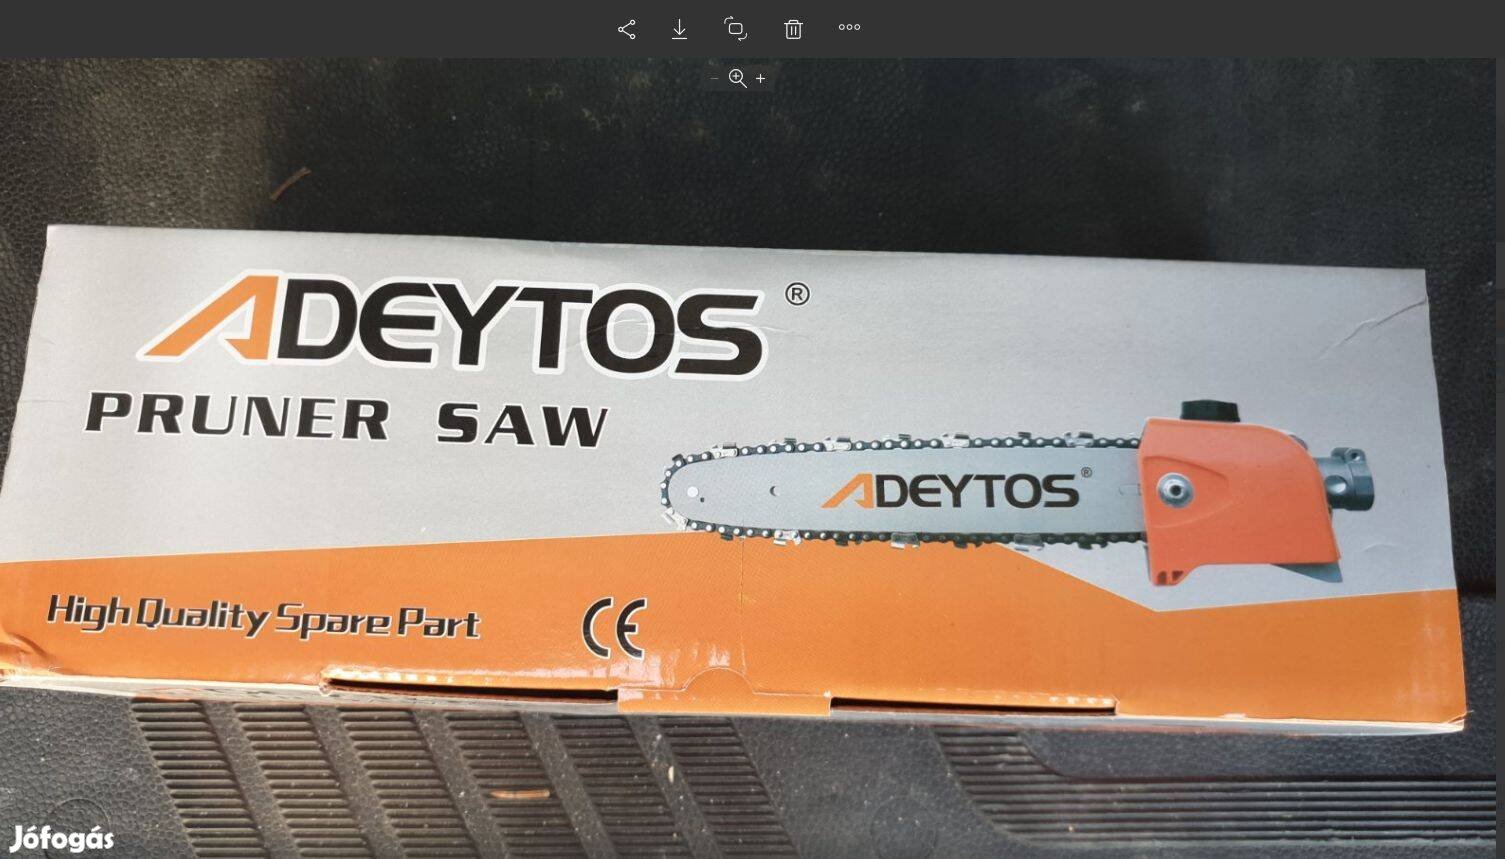 ADEYTOS ®
PRUNER SAW
ADEYTOS ®
High Quality Spare Part
CE
Jófogás